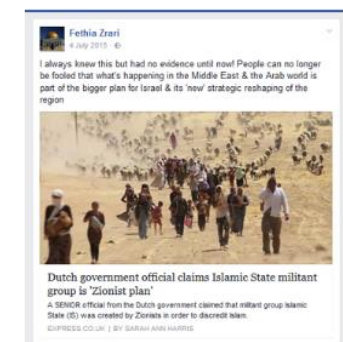 Fethia Zrari
4 July 2015 ·
I always knew this but had no evidence until now! People can no longer
be fooled that what's happening in the Middle East & the Arab world is
part of the bigger plan for Israel & its 'new' strategic reshaping of the
region
Dutch government official claims Islamic State militant
group is 'Zionist plan'
A SENIOR official from the Dutch government claimed that militant group Islamic
State (IS) was created by Zionists in order to discredit Islam.
EXPRESS.CO.UK | BY SARAH ANN HARRIS